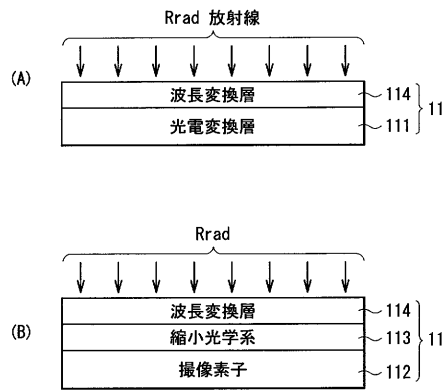 Rrad 放射線
(A)
波長変換層 114
光電変換層 111
11
Rrad
(B)
波長変換層 114
縮小光学系 113
撮像素子 112
11